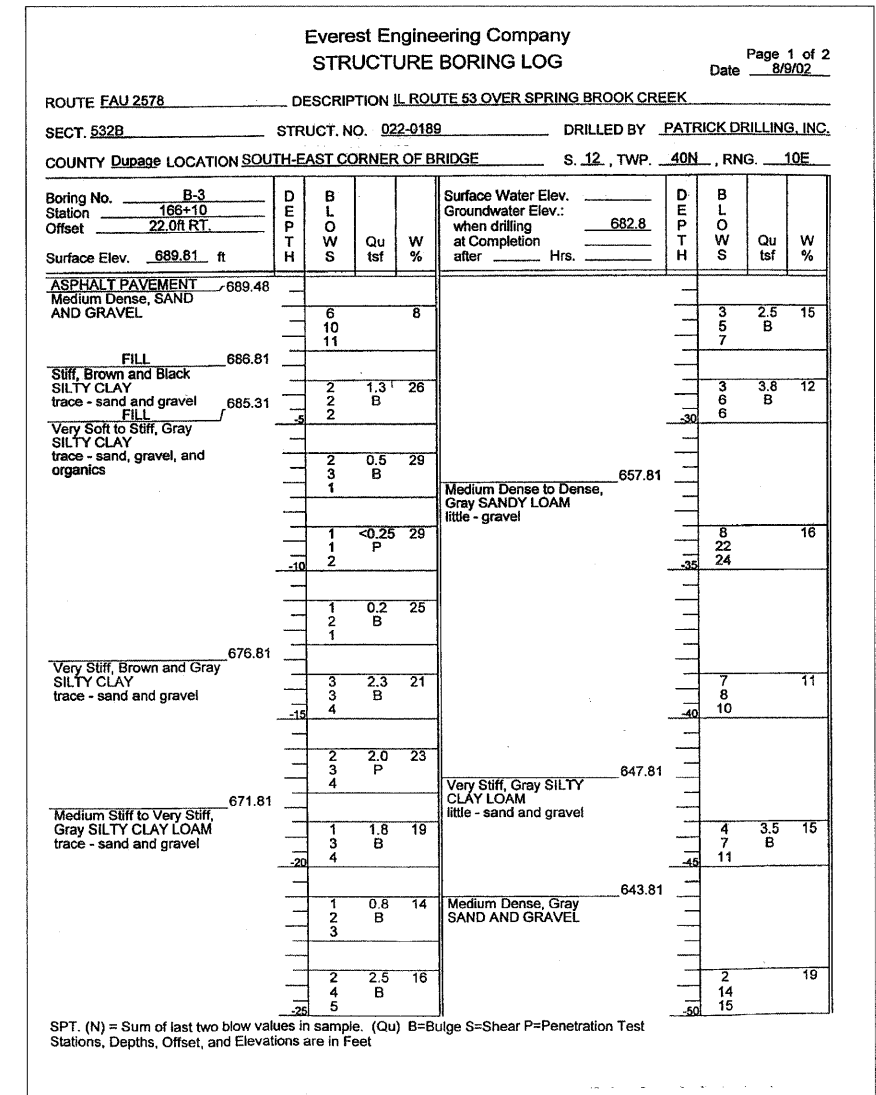 Everest Engineering Company
STRUCTURE BORING LOG
Page 1 of 2
Date 8/9/02
ROUTE FAU 2578 DESCRIPTION IL ROUTE 53 OVER SPRING BROOK CREEK
SECT. 532B STRUCT. NO. 022-0189 DRILLED BY PATRICK DRILLING, INC.
COUNTY Dupage LOCATION SOUTH-EAST CORNER OF BRIDGE S. 12 , TWP. 40N , RNG. 10E
Boring No. B-3
Station 166+10
Offset 22.0ft RT.
Surface Elev. 689.81 ft
DEPTH BLOWS Qu tsf W %
ASPHALT PAVEMENT 689.48
Medium Dense, SAND
AND GRAVEL
6 8
10
11
FILL 686.81
Stiff, Brown and Black
SILTY CLAY
trace - sand and gravel 685.31
FILL
2 1.3 26
2 B
2
-5
Very Soft to Stiff, Gray
SILTY CLAY
trace - sand, gravel, and
organics
2 0.5 29
3 B
1
1 <0.25 29
1 P
2
-10
1 0.2 25
2 B
1
676.81
Very Stiff, Brown and Gray
SILTY CLAY
trace - sand and gravel
3 2.3 21
3 B
4
-15
2 2.0 23
3 P
4
671.81
Medium Stiff to Very Stiff,
Gray SILTY CLAY LOAM
trace - sand and gravel
1 1.8 19
3 B
4
-20
1 0.8 14
2 B
3
2 2.5 16
4 B
5
-25
Surface Water Elev.
Groundwater Elev.:
when drilling 682.8
at Completion
after Hrs.
DEPTH BLOWS Qu tsf W %
3 2.5 15
5 B
7
3 3.8 12
6 B
6
-30
657.81
Medium Dense to Dense,
Gray SANDY LOAM
little - gravel
8 16
22
24
-35
7 11
8
10
-40
647.81
Very Stiff, Gray SILTY
CLAY LOAM
little - sand and gravel
4 3.5 15
7 B
11
-45
643.81
Medium Dense, Gray
SAND AND GRAVEL
2 19
14
15
-50
SPT. (N) = Sum of last two blow values in sample. (Qu) B=Bulge S=Shear P=Penetration Test
Stations, Depths, Offset, and Elevations are in Feet